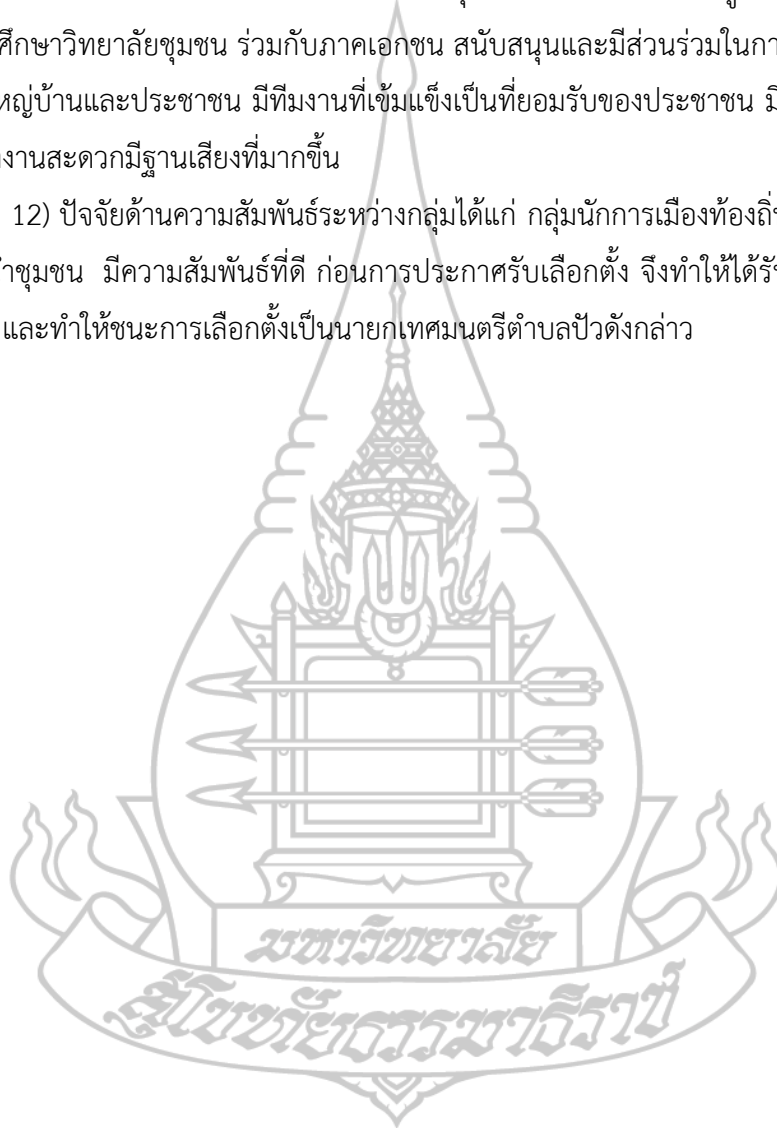 ศึกษาวิทยาลัยชุมชน ร่วมกับภาคเอกชน สนับสนุนและมีส่วนร่วมในกา
หญ่บ้านและประชาชน มีทีมงานที่เข้มแข็งเป็นที่ยอมรับของประชาชน มี
งานสะดวกมีฐานเสียงที่มากขึ้น
12) ปัจจัยด้านความสัมพันธ์ระหว่างกลุ่มได้แก่ กลุ่มนักการเมืองท้องถิ่น
ำชุมชน มีความสัมพันธ์ที่ดี ก่อนการประกาศรับเลือกตั้ง จึงทำให้ได้รับ
และทำให้ชนะการเลือกตั้งเป็นนายกเทศมนตรีตำบลปัวดังกล่าว
มหาวิทยาลัย
สุโขทัยธรรมาธิราช